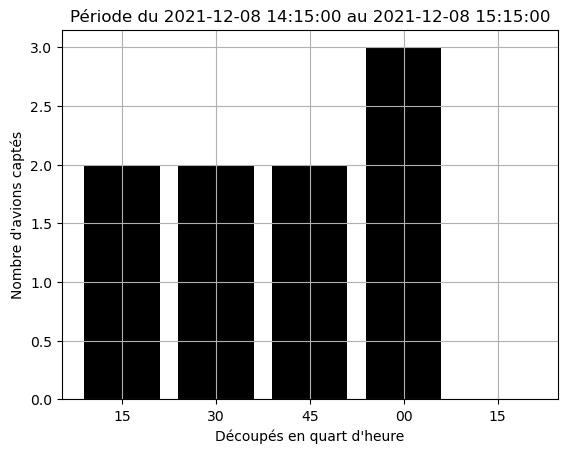 Période du 2021-12-08 14:15:00 au 2021-12-08 15:15:00
3.0
2.5
2.0
1.5
1.0
0.5
0.0
Nombre d'avions captés
15 30 45 00 15
Découpés en quart d'heure